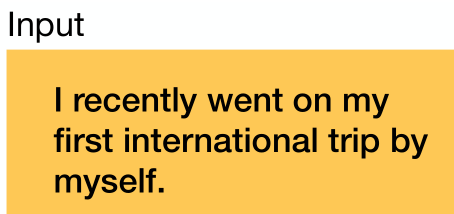 Input
I recently went on my
first international trip by
myself.